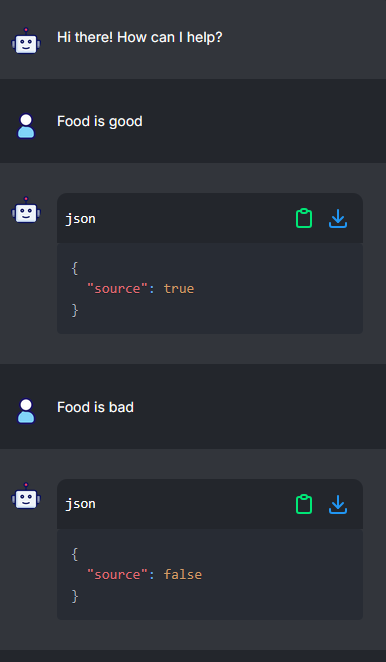 Hi there! How can I help?
Food is good
json
{
  "source": true
}
Food is bad
json
{
  "source": false
}